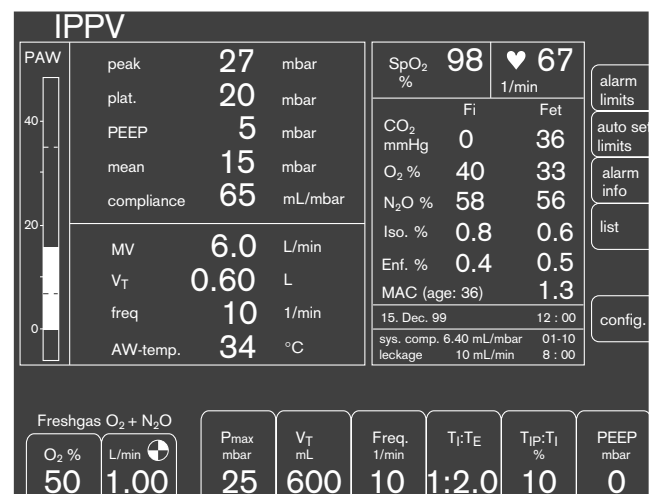 IPPV
PAW
40
20
0
peak 27 mbar
plat. 20 mbar
PEEP 5 mbar
mean 15 mbar
compliance 65 mL/mbar
MV 6.0 L/min
VT 0.60 L
freq 10 1/min
AW-temp. 34 °C
SpO2 % 98
♥ 67 1/min
Fi Fet
CO2 mmHg 0 36
O2 % 40 33
N2O % 58 56
Iso. % 0.8 0.6
Enf. % 0.4 0.5
MAC (age: 36) 1.3
15. Dec. 99 12 : 00
sys. comp. 6.40 mL/mbar 01-10
leckage 10 mL/min 8 : 00
alarm
limits
auto set
limits
alarm
info
list
config.
Freshgas O2 + N2O
O2 % 50
L/min 1.00
Pmax mbar 25
VT mL 600
Freq. 1/min 10
TI:TE 1:2.0
TIP:TI % 10
PEEP mbar 0